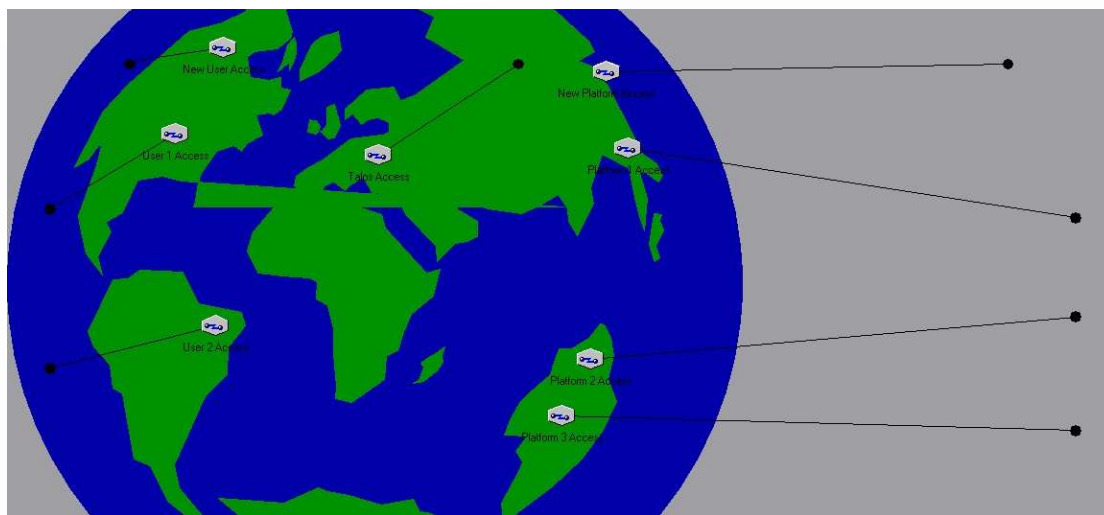 New User Access
New Platform Access
User 1 Access
Talos Access
Platform 1 Access
User 2 Access
Platform 2 Access
Platform 3 Access